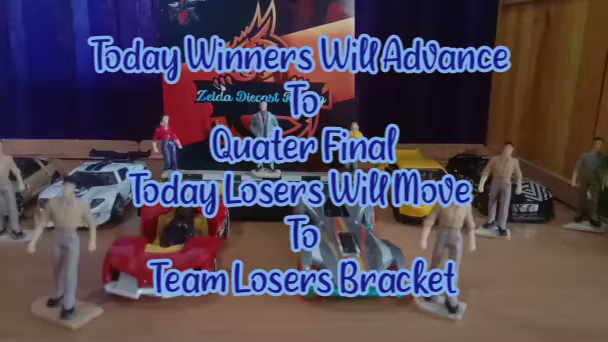 Today Winners Will Advance
To
Quater Final
Today Losers Will Move
To
Team Losers Bracket
Zelda Diecast